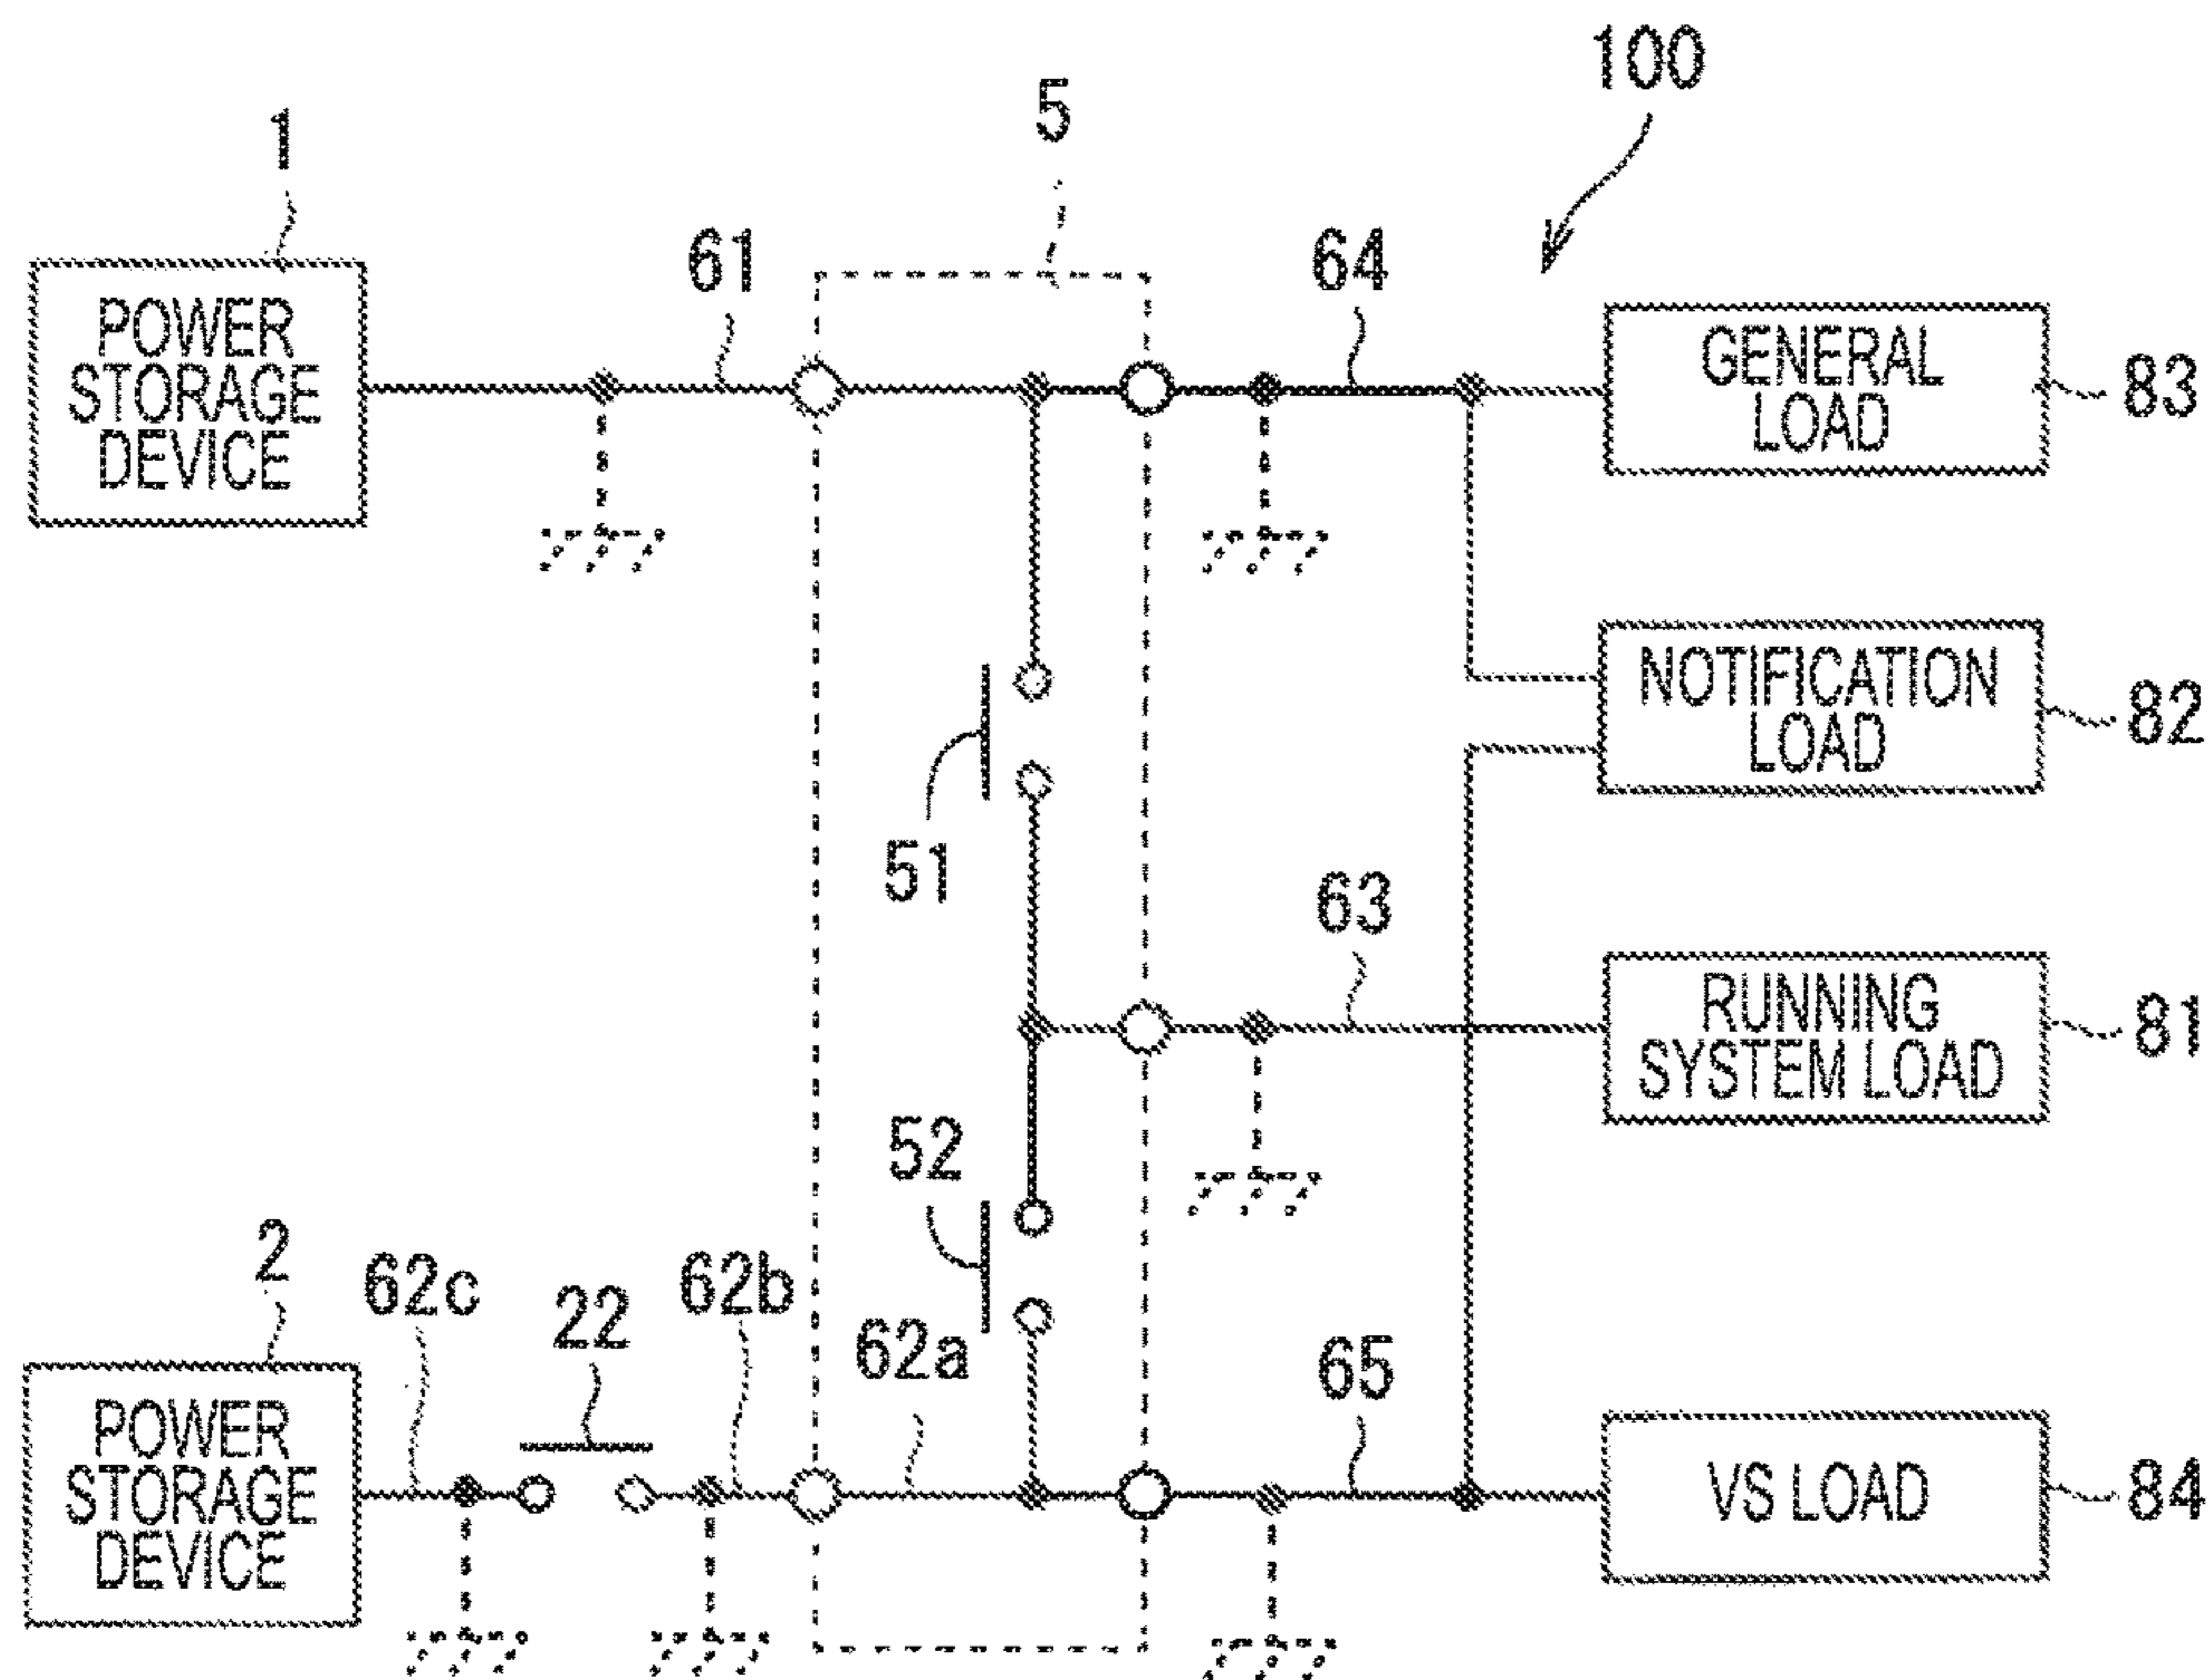 100
1
5
61
64
POWER
STORAGE
DEVICE
GENERAL
LOAD
83
NOTIFICATION
LOAD
82
51
63
RUNNING
SYSTEM LOAD
81
52
2
62c
22
62b
62a
65
POWER
STORAGE
DEVICE
VS LOAD
84